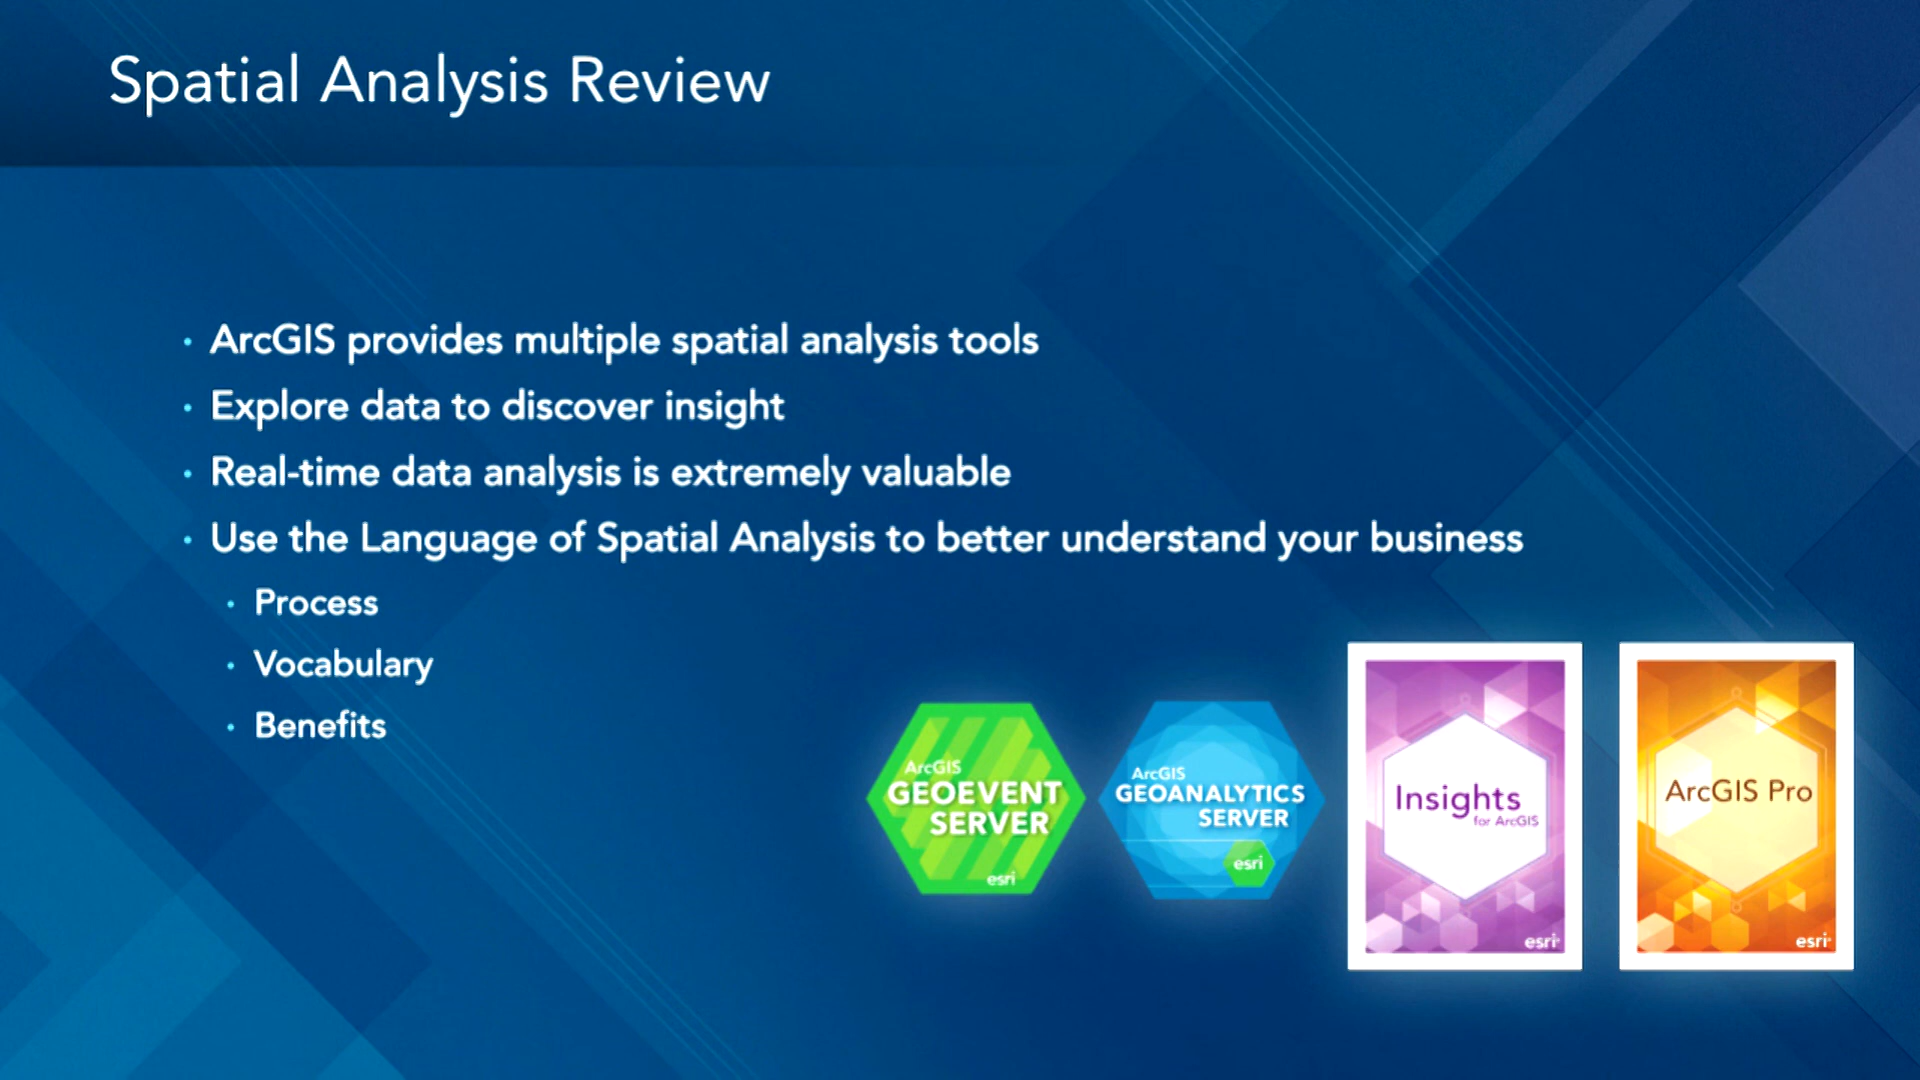 Spatial Analysis Review
· ArcGIS provides multiple spatial analysis tools
· Explore data to discover insight
· Real-time data analysis is extremely valuable
· Use the Language of Spatial Analysis to better understand your business
· Process
· Vocabulary
· Benefits
ArcGIS
GEOEVENT
SERVER
esri
ArcGIS
GEOANALYTICS
SERVER
esri
Insights
for ArcGIS
esri
ArcGIS Pro
esri